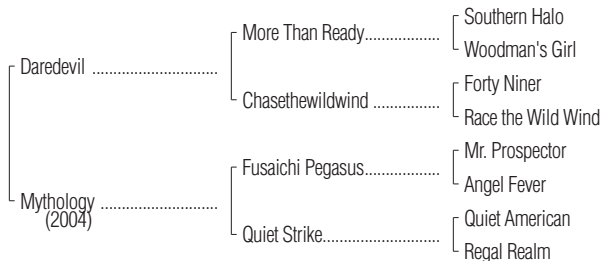 Southern Halo
More Than Ready..................
Woodman's Girl
Daredevil ..............................
Forty Niner
Chasethewildwind ................
Race the Wild Wind
Mr. Prospector
Fusaichi Pegasus..................
Angel Fever
Mythology ............................
(2004)
Quiet American
Quiet Strike............................
Regal Realm